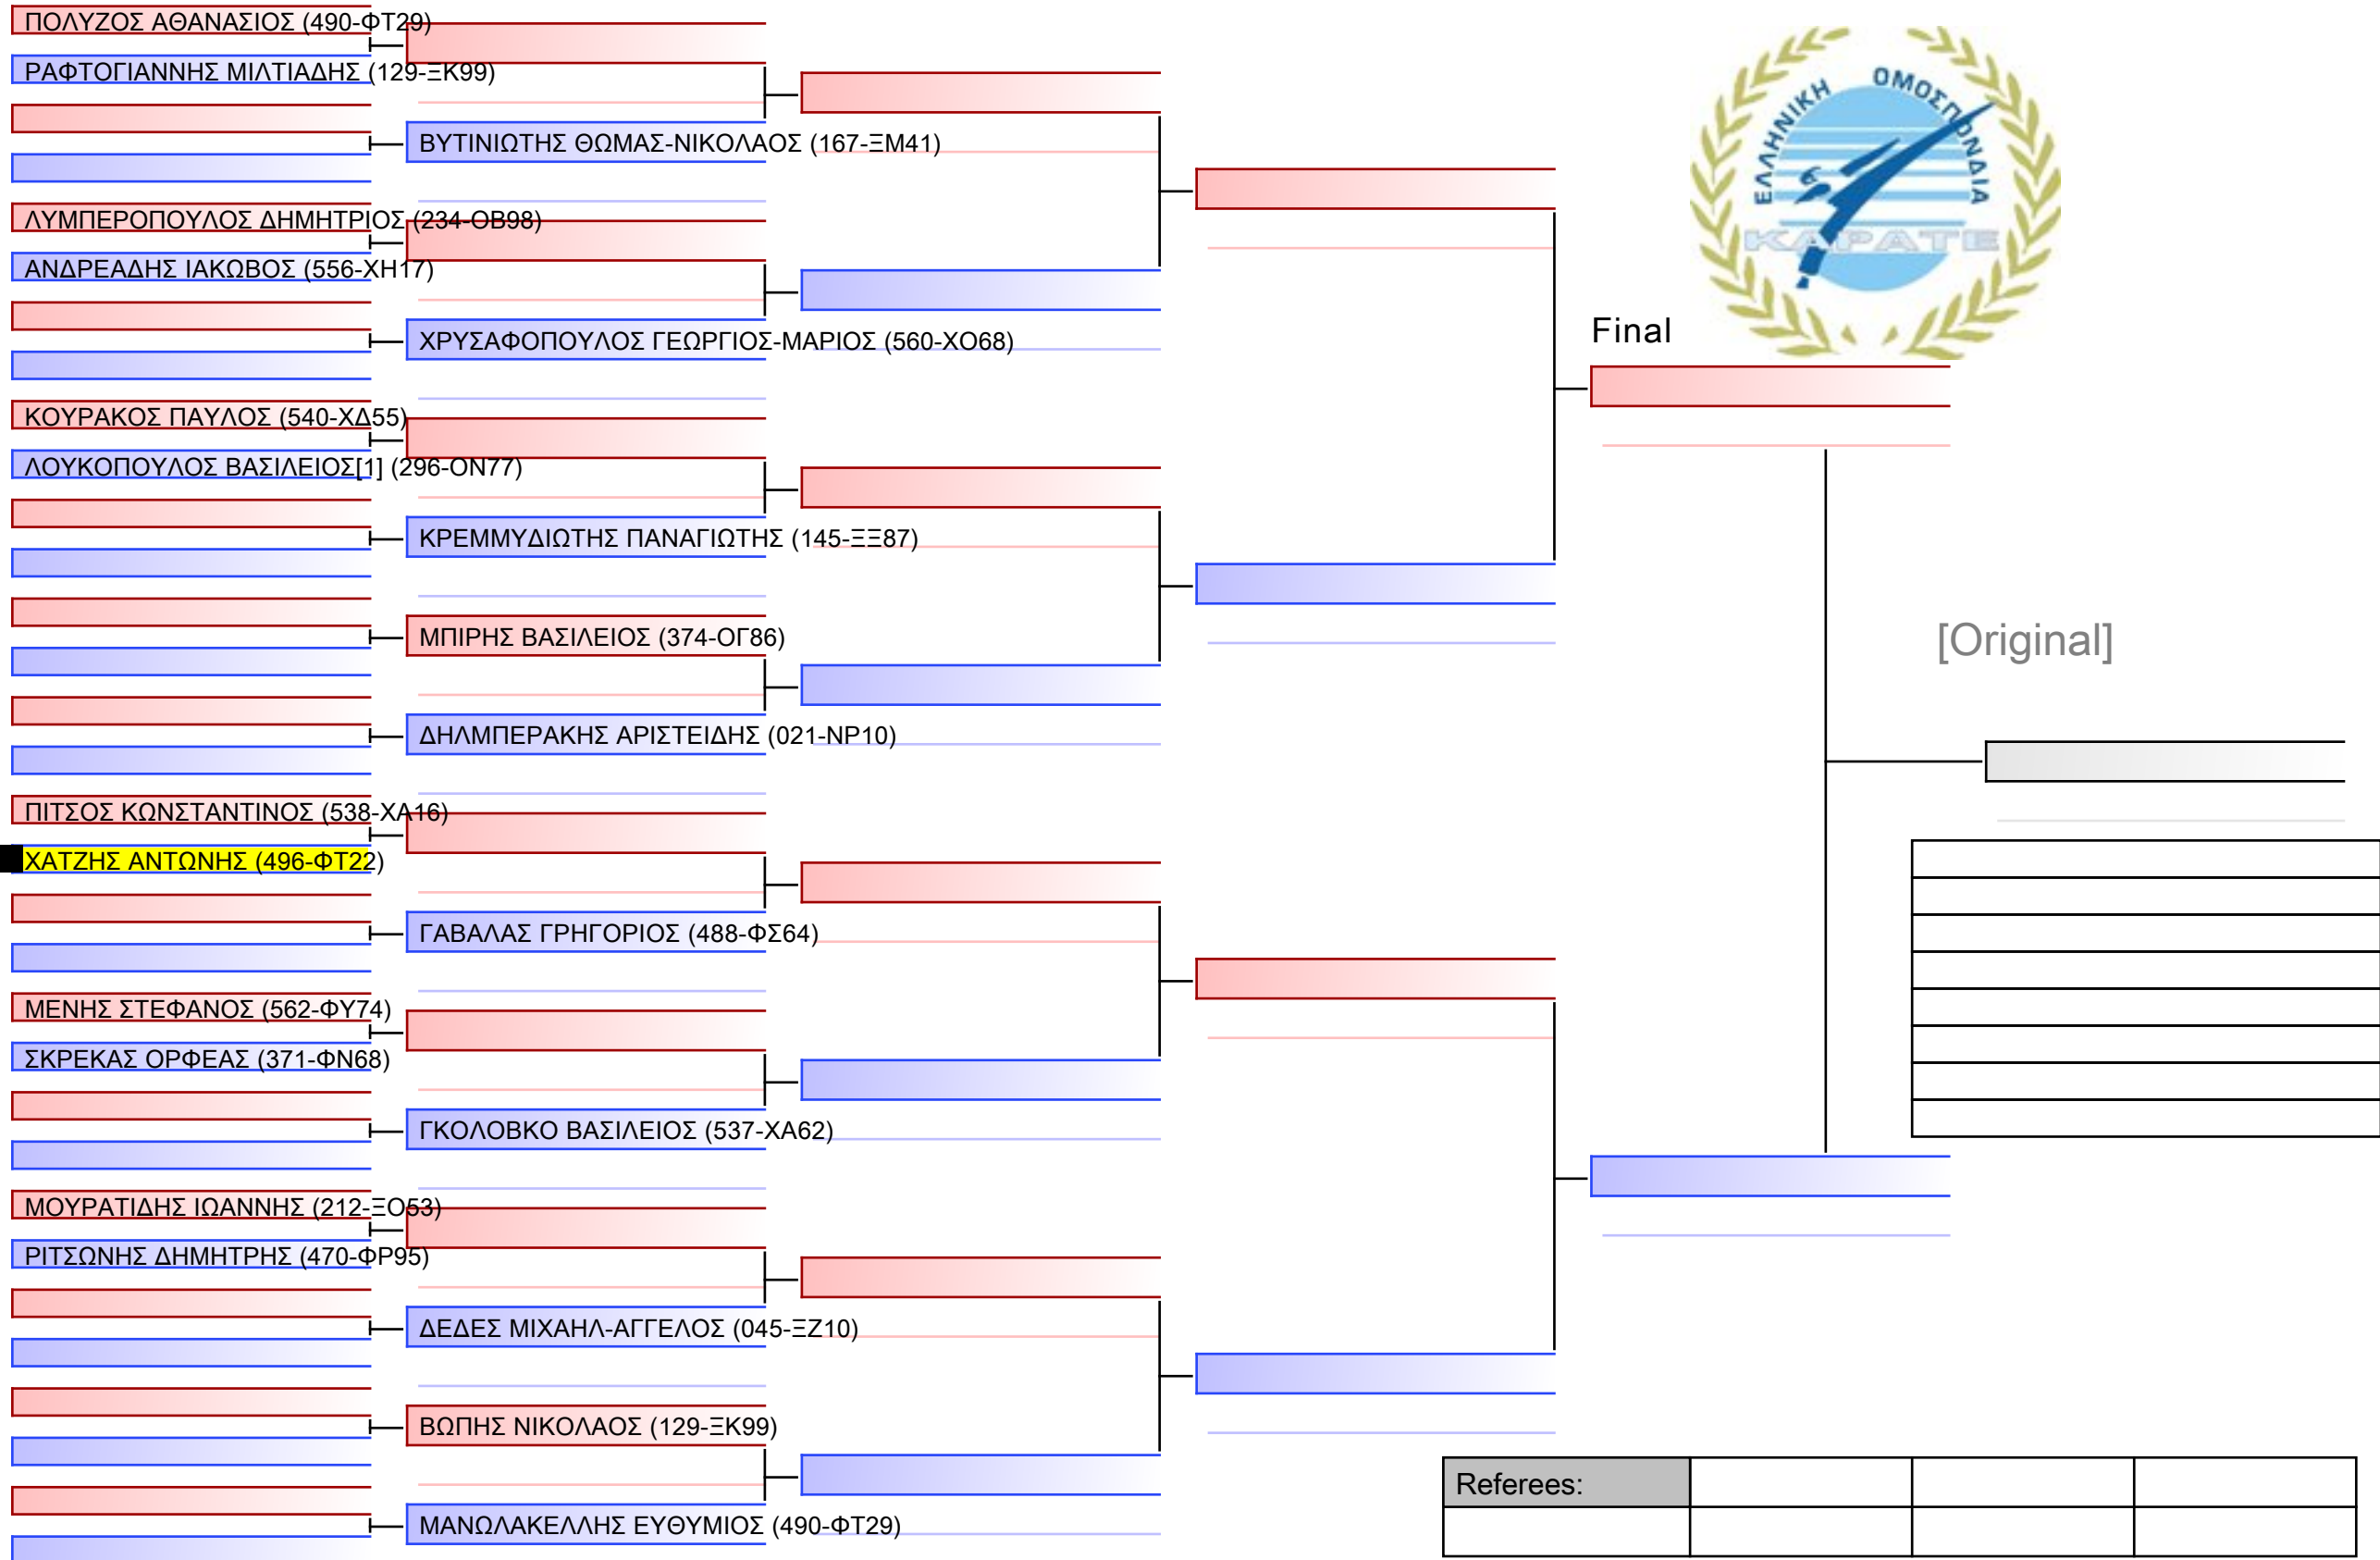 ΠΟΛΥΖΟΣ ΑΘΑΝΑΣΙΟΣ (490-ΦΤ29)
ΡΑΦΤΟΓΙΑΝΝΗΣ ΜΙΛΤΙΑΔΗΣ (129-ΞΚ99)
ΒΥΤΙΝΙΩΤΗΣ ΘΩΜΑΣ-ΝΙΚΟΛΑΟΣ (167-ΞΜ41)
ΛΥΜΠΕΡΟΠΟΥΛΟΣ ΔΗΜΗΤΡΙΟΣ (234-ΟΒ98)
ΑΝΔΡΕΑΔΗΣ ΙΑΚΩΒΟΣ (556-ΧΗ17)
ΧΡΥΣΑΦΟΠΟΥΛΟΣ ΓΕΩΡΓΙΟΣ-ΜΑΡΙΟΣ (560-ΧΟ68)
ΚΟΥΡΑΚΟΣ ΠΑΥΛΟΣ (540-ΧΔ55)
ΛΟΥΚΟΠΟΥΛΟΣ ΒΑΣΙΛΕΙΟΣ[1] (296-ΟΝ77)
ΚΡΕΜΜΥΔΙΩΤΗΣ ΠΑΝΑΓΙΩΤΗΣ (145-ΞΞ87)
ΜΠΙΡΗΣ ΒΑΣΙΛΕΙΟΣ (374-ΟΓ86)
ΔΗΛΜΠΕΡΑΚΗΣ ΑΡΙΣΤΕΙΔΗΣ (021-ΝΡ10)
ΠΙΤΣΟΣ ΚΩΝΣΤΑΝΤΙΝΟΣ (538-ΧΑ16)
ΧΑΤΖΗΣ ΑΝΤΩΝΗΣ (496-ΦΤ22)
ΓΑΒΑΛΑΣ ΓΡΗΓΟΡΙΟΣ (488-ΦΣ64)
ΜΕΝΗΣ ΣΤΕΦΑΝΟΣ (562-ΦΥ74)
ΣΚΡΕΚΑΣ ΟΡΦΕΑΣ (371-ΦΝ68)
ΓΚΟΛΟΒΚΟ ΒΑΣΙΛΕΙΟΣ (537-ΧΑ62)
ΜΟΥΡΑΤΙΔΗΣ ΙΩΑΝΝΗΣ (212-ΞΟ53)
ΡΙΤΣΩΝΗΣ ΔΗΜΗΤΡΗΣ (470-ΦΡ95)
ΔΕΔΕΣ ΜΙΧΑΗΛ-ΑΓΓΕΛΟΣ (045-ΞΖ10)
ΒΩΠΗΣ ΝΙΚΟΛΑΟΣ (129-ΞΚ99)
ΜΑΝΩΛΑΚΕΛΛΗΣ ΕΥΘΥΜΙΟΣ (490-ΦΤ29)
ΕΛΛΗΝΙΚΗ ΟΜΟΣΠΟΝΔΙΑ
ΚΑΡΑΤΕ
Final
[Original]
Referees: